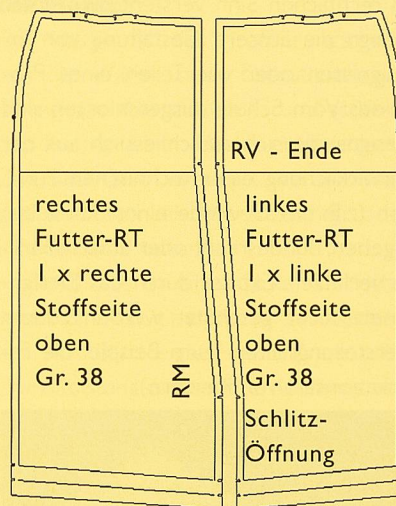 RV - Ende
rechtes
Futter-RT
1 x rechte
Stoffseite
oben
Gr. 38
RM
linkes
Futter-RT
1 x linke
Stoffseite
oben
Gr. 38
Schlitz-
Öffnung